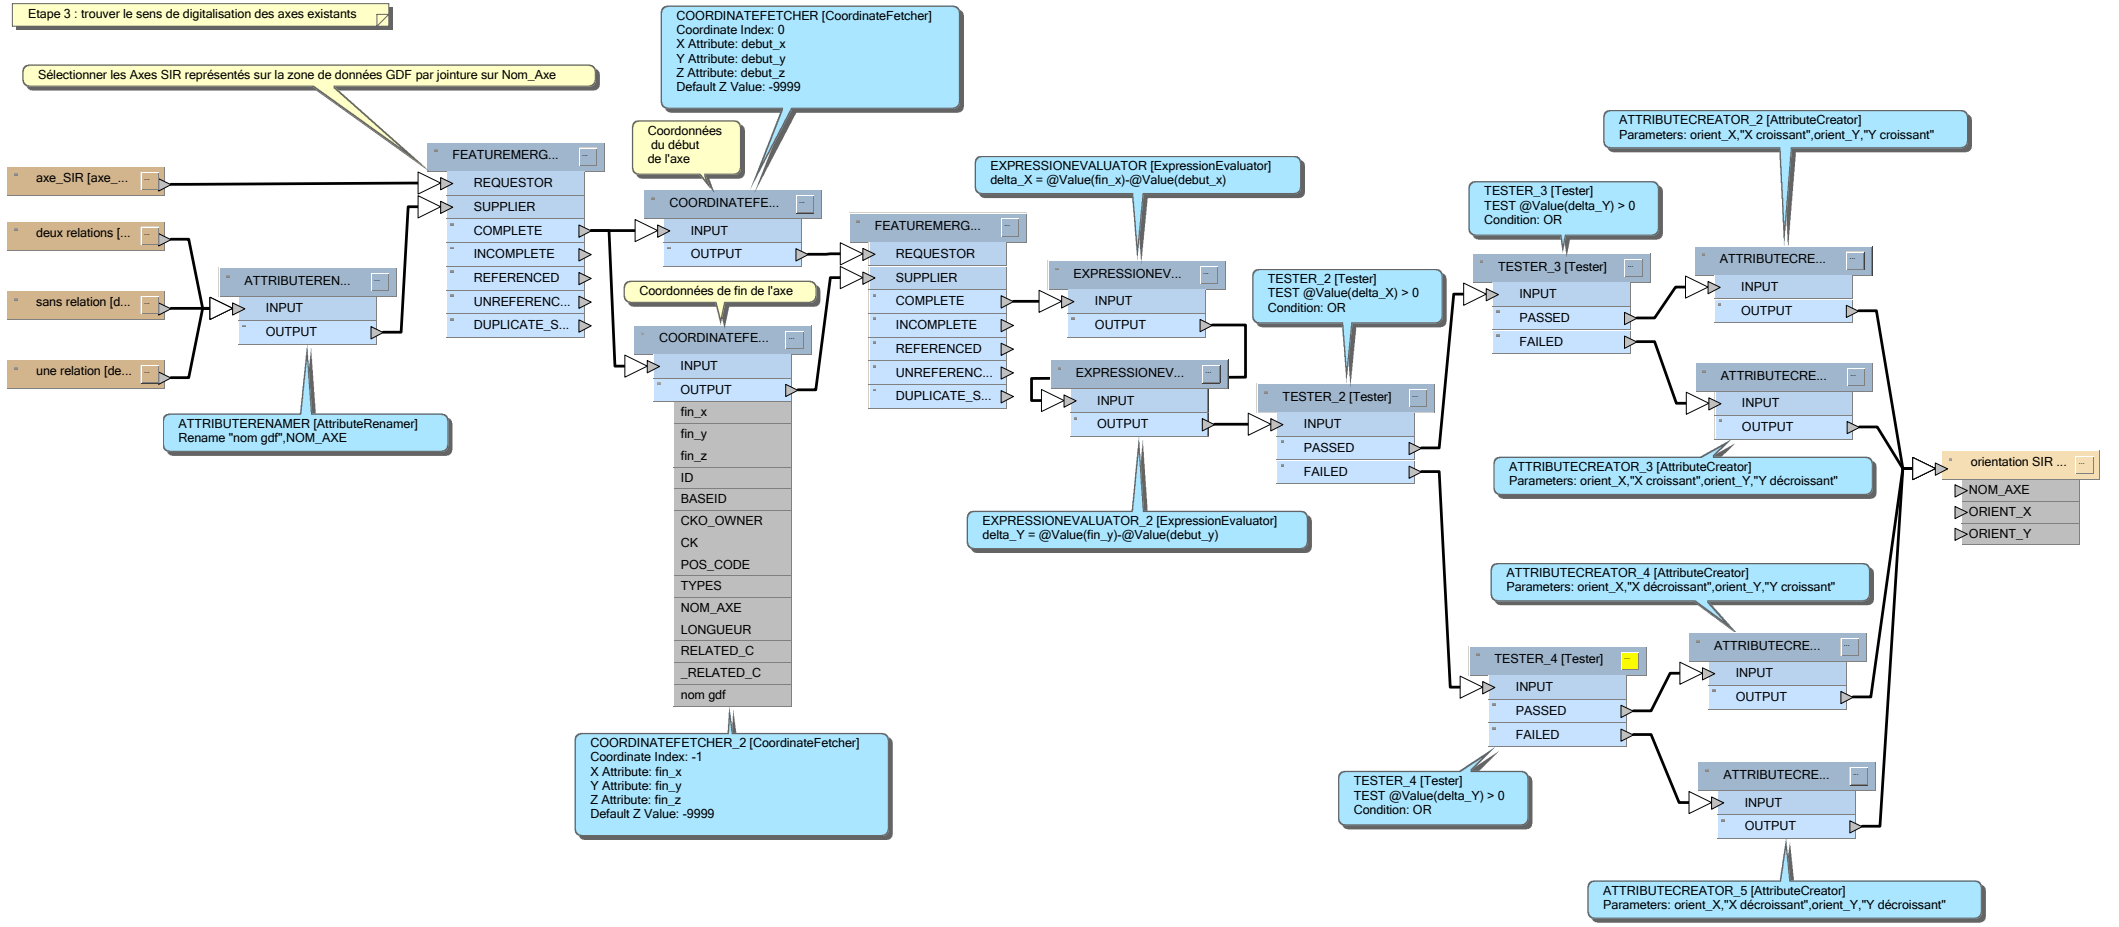 Etape 3 : trouver le sens de digitalisation des axes existants
Sélectionner les Axes SIR représentés sur la zone de données GDF par jointure sur Nom_Axe
axe_SIR [axe_...
deux relations [...
sans relation [d...
une relation [de...
ATTRIBUTEREN...
INPUT
OUTPUT
ATTRIBUTERENAMER [AttributeRenamer]
Rename "nom gdf",NOM_AXE
FEATUREMERG...
REQUESTOR
SUPPLIER
COMPLETE
INCOMPLETE
REFERENCED
UNREFERENC...
DUPLICATE_S...
COORDINATEFETCHER [CoordinateFetcher]
Coordinate Index: 0
X Attribute: debut_x
Y Attribute: debut_y
Z Attribute: debut_z
Default Z Value: -9999
Coordonnées
du début
de l'axe
COORDINATEFE...
INPUT
OUTPUT
Coordonnées de fin de l'axe
COORDINATEFE...
INPUT
OUTPUT
fin_x
fin_y
fin_z
ID
BASEID
CKO_OWNER
CK
POS_CODE
TYPES
NOM_AXE
LONGUEUR
RELATED_C
_RELATED_C
nom gdf
COORDINATEFETCHER_2 [CoordinateFetcher]
Coordinate Index: -1
X Attribute: fin_x
Y Attribute: fin_y
Z Attribute: fin_z
Default Z Value: -9999
FEATUREMERG...
REQUESTOR
SUPPLIER
COMPLETE
INCOMPLETE
REFERENCED
UNREFERENC...
DUPLICATE_S...
EXPRESSIONEVALUATOR [ExpressionEvaluator]
delta_X = @Value(fin_x)-@Value(debut_x)
EXPRESSIONEV...
INPUT
OUTPUT
EXPRESSIONEV...
INPUT
OUTPUT
EXPRESSIONEVALUATOR_2 [ExpressionEvaluator]
delta_Y = @Value(fin_y)-@Value(debut_y)
TESTER_2 [Tester]
TEST @Value(delta_X) > 0
Condition: OR
TESTER_2 [Tester]
INPUT
PASSED
FAILED
TESTER_3 [Tester]
TEST @Value(delta_Y) > 0
Condition: OR
TESTER_3 [Tester]
INPUT
PASSED
FAILED
ATTRIBUTECREATOR_2 [AttributeCreator]
Parameters: orient_X,"X croissant",orient_Y,"Y croissant"
ATTRIBUTECRE...
INPUT
OUTPUT
ATTRIBUTECRE...
INPUT
OUTPUT
ATTRIBUTECREATOR_3 [AttributeCreator]
Parameters: orient_X,"X croissant",orient_Y,"Y décroissant"
orientation SIR ...
NOM_AXE
ORIENT_X
ORIENT_Y
ATTRIBUTECREATOR_4 [AttributeCreator]
Parameters: orient_X,"X décroissant",orient_Y,"Y croissant"
TESTER_4 [Tester]
INPUT
PASSED
FAILED
TESTER_4 [Tester]
TEST @Value(delta_Y) > 0
Condition: OR
ATTRIBUTECRE...
INPUT
OUTPUT
ATTRIBUTECRE...
INPUT
OUTPUT
ATTRIBUTECREATOR_5 [AttributeCreator]
Parameters: orient_X,"X décroissant",orient_Y,"Y décroissant"